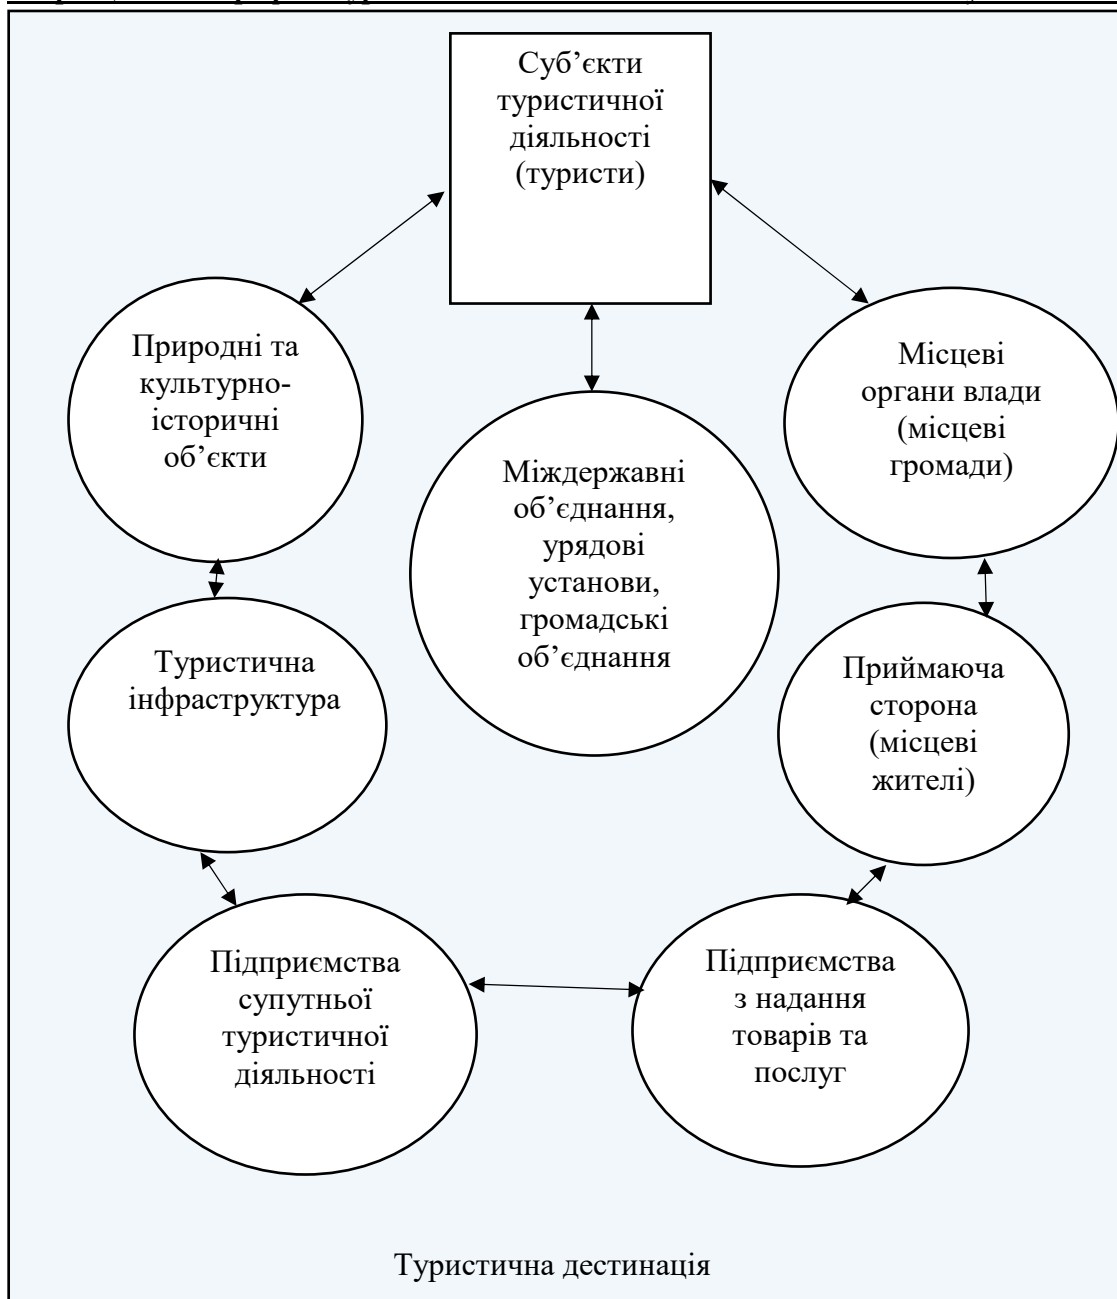 Суб’єкти
туристичної
діяльності
(туристи)
Природні та
культурно-
історичні
об’єкти
Місцеві
органи влади
(місцеві
громади)
Міждержавні
об’єднання,
урядові
установи,
громадські
об’єднання
Туристична
інфраструктура
Приймаюча
сторона
(місцеві
жителі)
Підприємства
супутньої
туристичної
діяльності
Підприємства
з надання
товарів та
послуг
Туристична дестинація